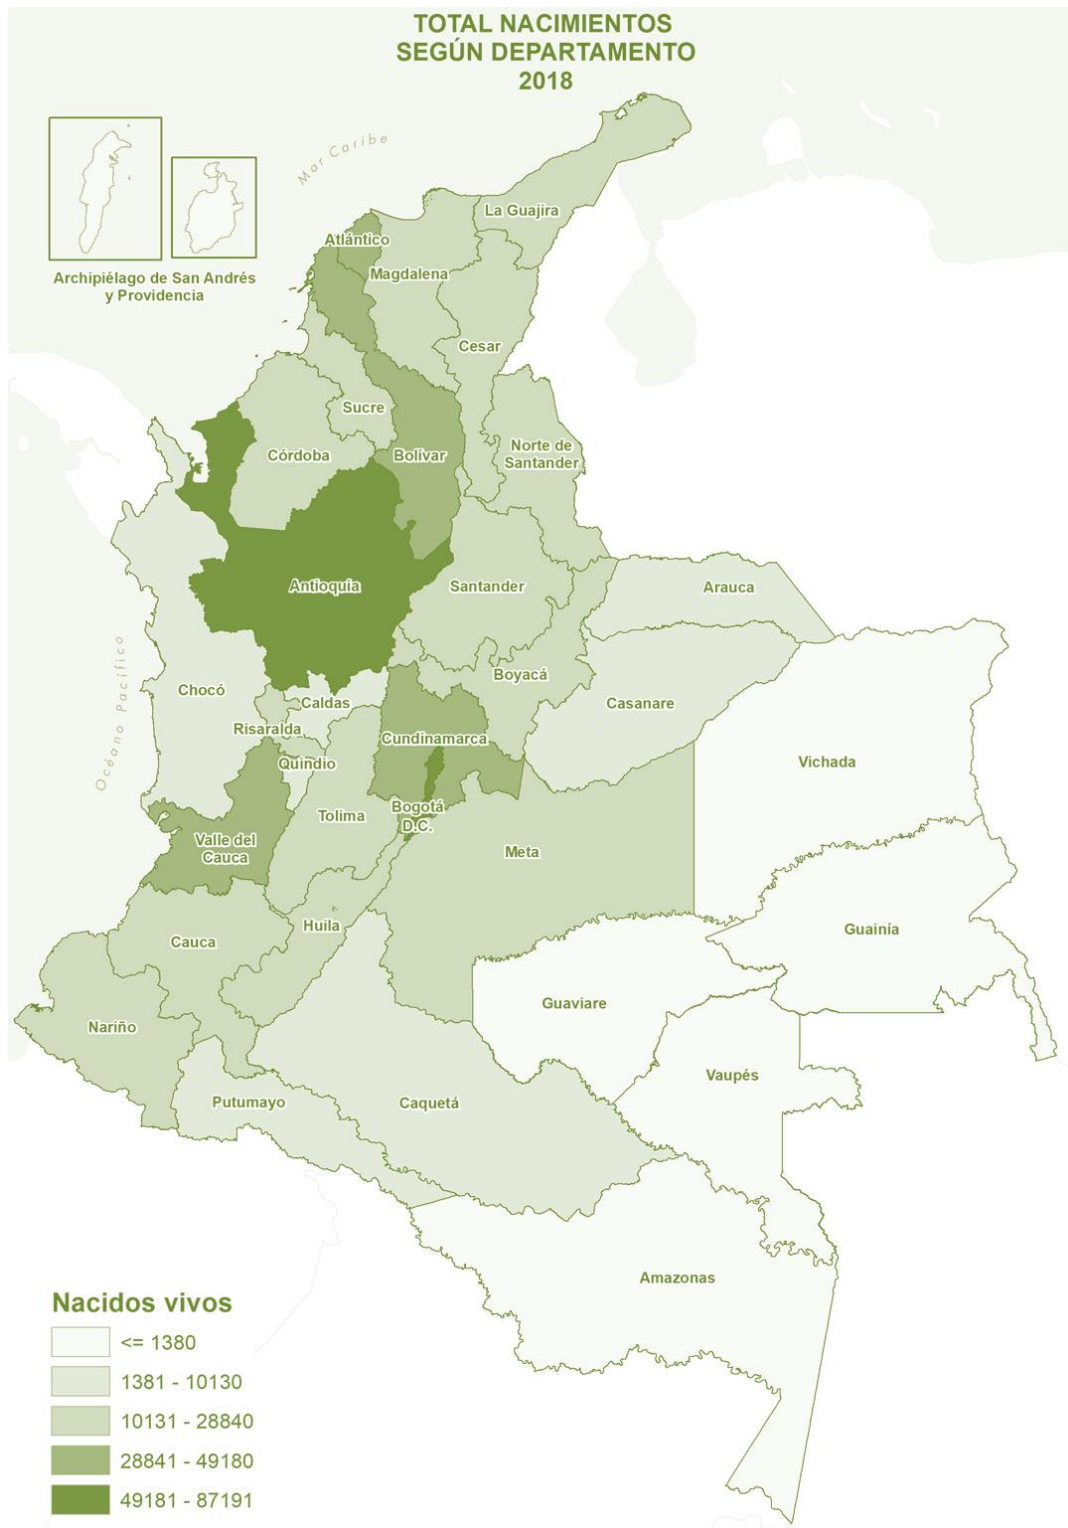 TOTAL NACIMIENTOS
SEGÚN DEPARTAMENTO
2018
Mar Caribe
La Guajira
Atlántico
Magdalena
Archipiélago de San Andrés
y Providencia
Cesar
Sucre
Córdoba
Bolívar
Norte de
Santander
Antioquia
Santander
Arauca
Océano Pacífico
Chocó
Boyacá
Caldas
Casanare
Risaralda
Cundinamarca
Quindio
Vichada
Bogotá
D.C.
Tolima
Valle del
Cauca
Meta
Huila
Cauca
Guainía
Guaviare
Nariño
Vaupés
Putumayo
Caquetá
Amazonas
Nacidos vivos
<= 1380
1381 - 10130
10131 - 28840
28841 - 49180
49181 - 87191